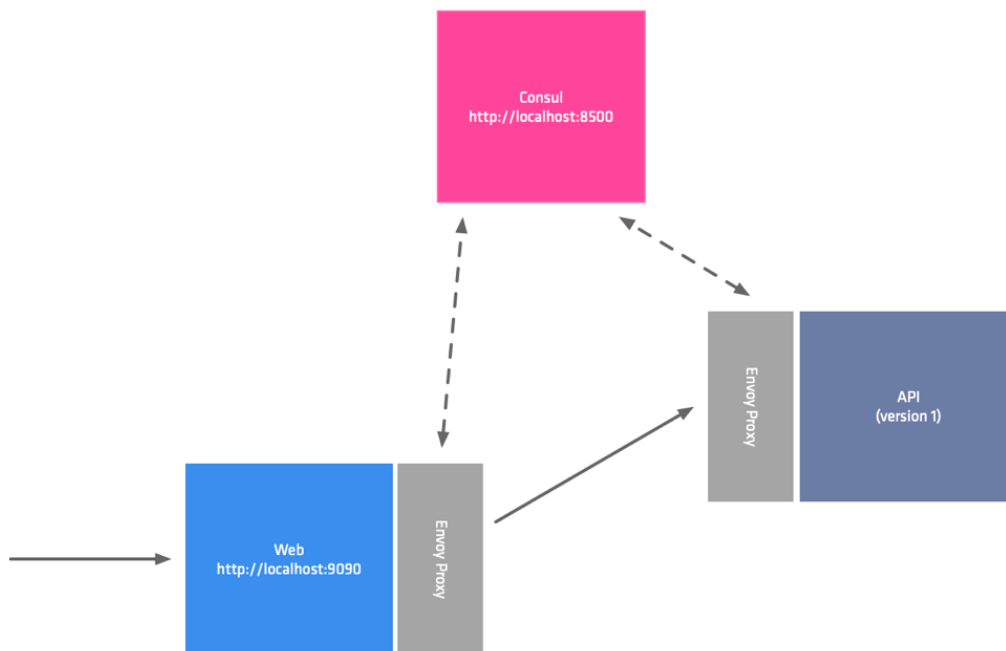 Consul
http://localhost:8500
Envoy Proxy
API
(version 1)
Web
http://localhost:9090
Envoy Proxy